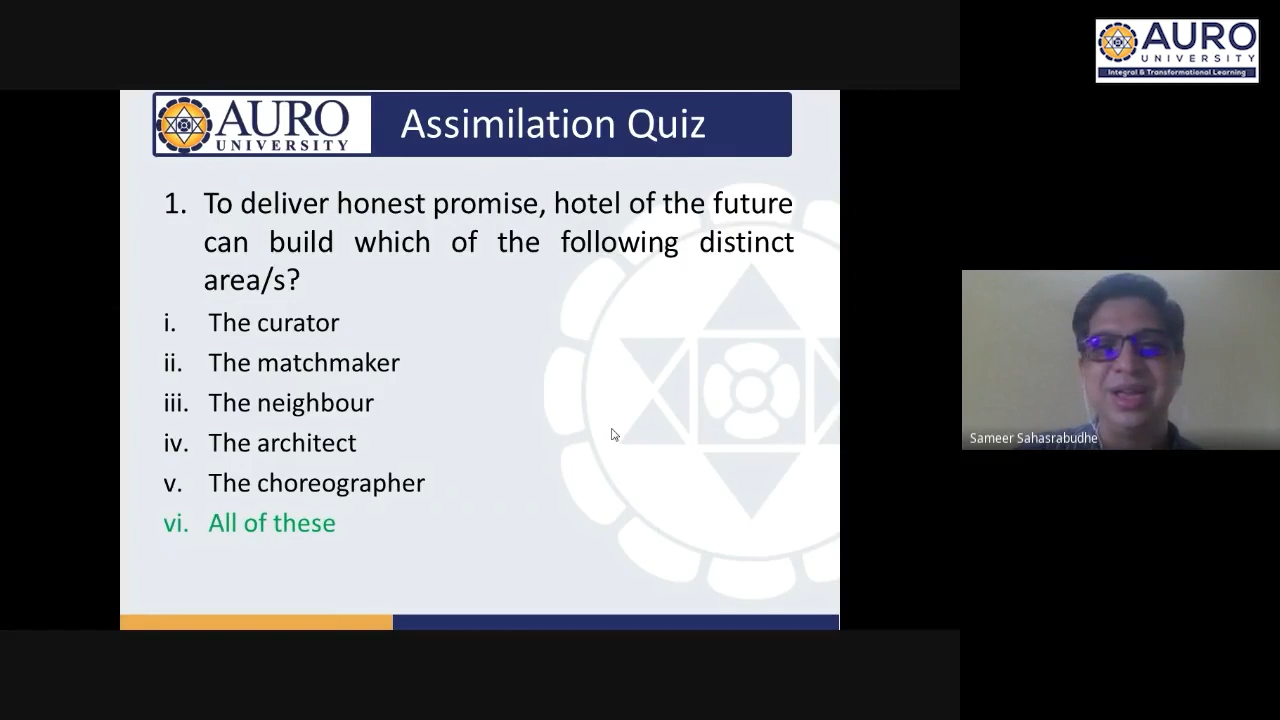 AURO
UNIVERSITY
Integral & Transformational Learning
AURO
UNIVERSITY
Assimilation Quiz
1. To deliver honest promise, hotel of the future
can build which of the following distinct
area/s?
i. The curator
ii. The matchmaker
iii. The neighbour
iv. The architect
v. The choreographer
vi. All of these
Sameer Sahasrabudhe